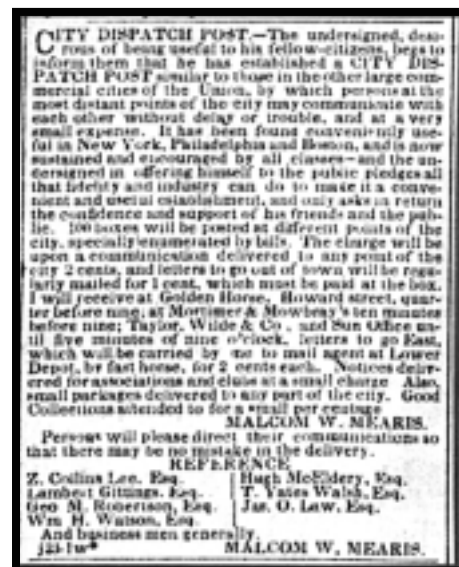 CITY DISPATCH POST.—The undersigned, desi-
rous of being useful to his fellow-citizens, begs to
inform them that he has established a CITY DIS-
PATCH POST similar to those in the other large com-
mercial cities of the Union, by which persons at the
most distant points of the city may communicate with
each other without delay or trouble, and at a very
small expense. It has been found conveniently use-
ful in New York, Philadelphia and Boston, and is now
sustained and encouraged by all classes—and the un-
dersigned in offering himself to the public pledges all
that fidelity and industry can do to make it a conve-
nient and useful establishment, and only asks in return
the confidence and support of his friends and the pub-
lic. 100 boxes will be posted at different points of the
city, specially enumerated by bills. The charge will be
upon a communication delivered to any point of the
city 2 cents, and letters to go out of town will be regu-
larly mailed for 1 cent, which must be paid at the box.
I will receive at Golden Horse, Howard street, quar-
ter before nine; at Mortimer & Mowbray's ten minutes
before nine; Taylor, Wilde & Co., and Sun Office un-
til five minutes of nine o'clock, letters to go East,
which will be carried by me to mail agent at Lower
Depot, by fast horse, for 2 cents each. Notices deliv-
ered for associations and clubs at a small charge Also,
small packages delivered to any part of the city. Good
Collections attended to for a small per centage
MALCOM W. MEARIS.
Persons will please direct their communications so
that there may be no mistake in the delivery.
REFERENCE
Z. Collins Lee, Esq. Hugh McEldery, Esq.
Lambert Gittings, Esq. T. Yates Walsh, Esq.
Geo M. Rogerson, Esq Jas. O. Law, Esq.
Wm H. Watson, Esq.
And business men generally.
j23-1w* MALCOM W. MEARIS.